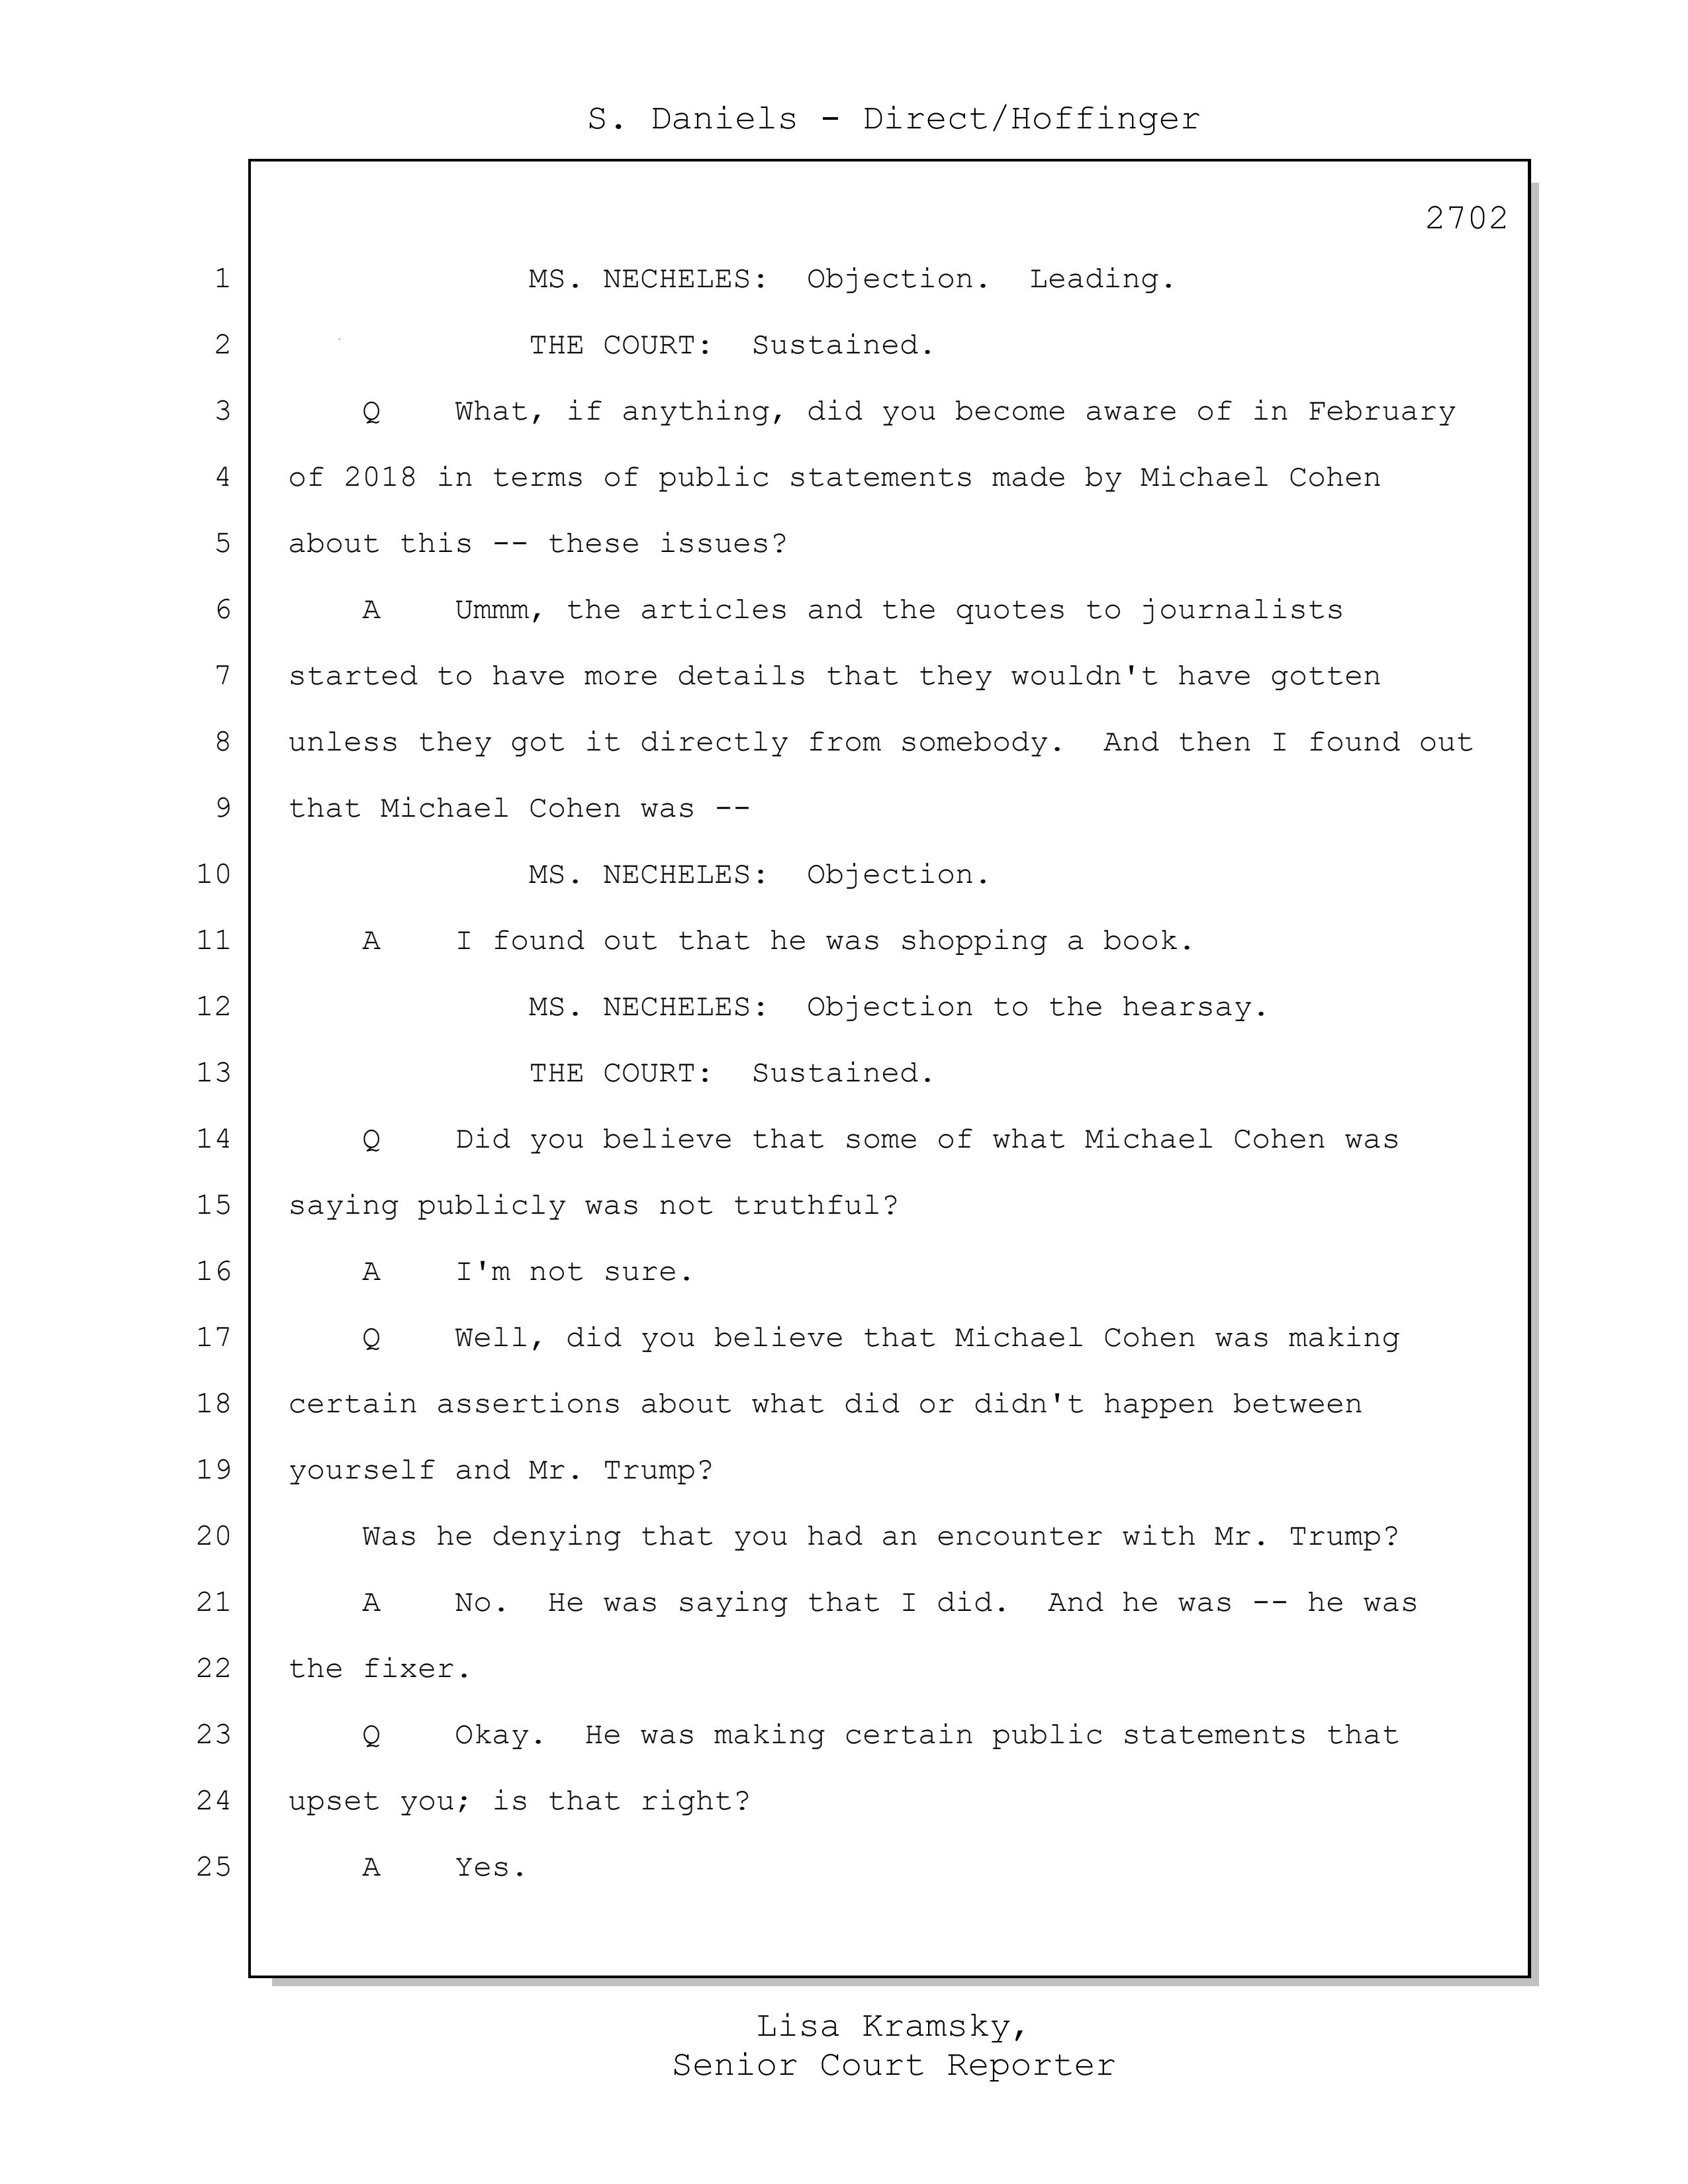 S. Daniels - Direct/Hoffinger
2702
1 MS. NECHELES: Objection. Leading.
2 THE COURT: Sustained.
3 Q What, if anything, did you become aware of in February
4 of 2018 in terms of public statements made by Michael Cohen
5 about this -- these issues?
6 A Ummm, the articles and the quotes to journalists
7 started to have more details that they wouldn't have gotten
8 unless they got it directly from somebody. And then I found out
9 that Michael Cohen was --
10 MS. NECHELES: Objection.
11 A I found out that he was shopping a book.
12 MS. NECHELES: Objection to the hearsay.
13 THE COURT: Sustained.
14 Q Did you believe that some of what Michael Cohen was
15 saying publicly was not truthful?
16 A I'm not sure.
17 Q Well, did you believe that Michael Cohen was making
18 certain assertions about what did or didn't happen between
19 yourself and Mr. Trump?
20 Was he denying that you had an encounter with Mr. Trump?
21 A No. He was saying that I did. And he was -- he was
22 the fixer.
23 Q Okay. He was making certain public statements that
24 upset you; is that right?
25 A Yes.
Lisa Kramsky,
Senior Court Reporter